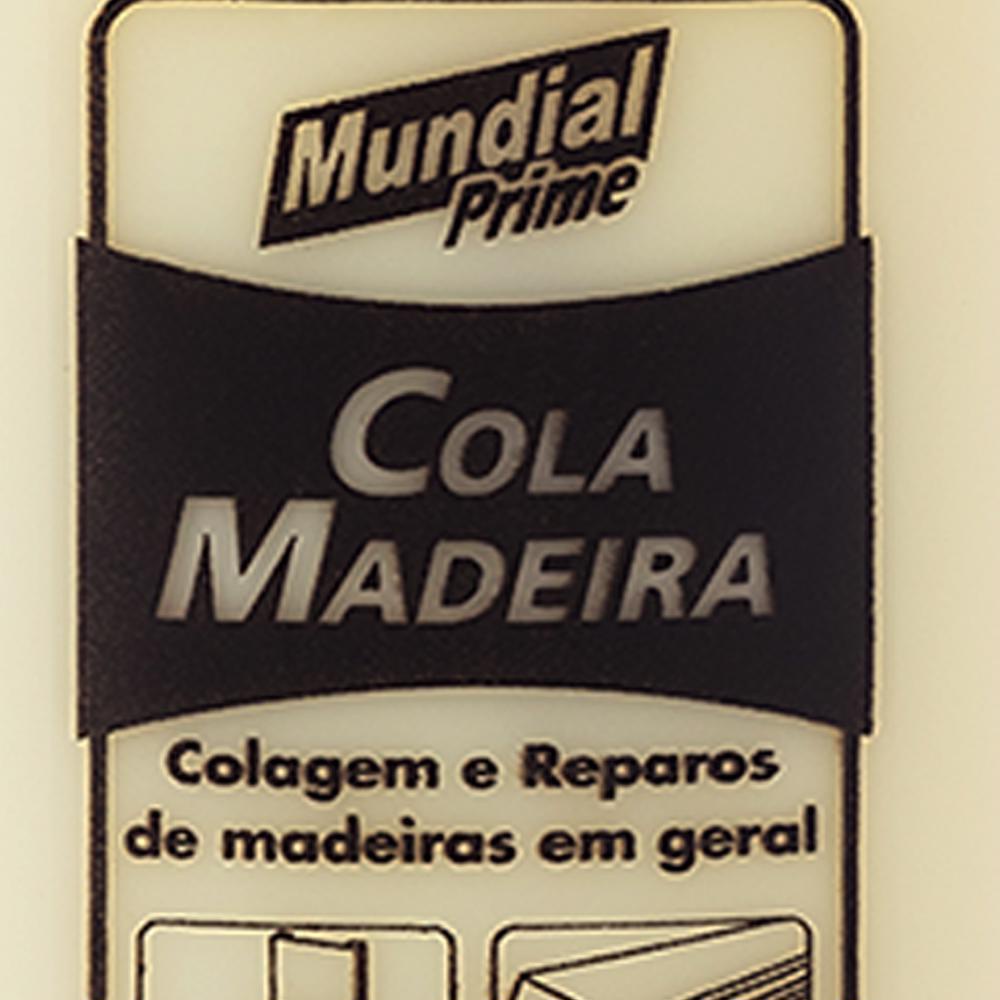 Mundial
Prime
COLA
MADEIRA
Colagem e Reparos
de madeiras em geral